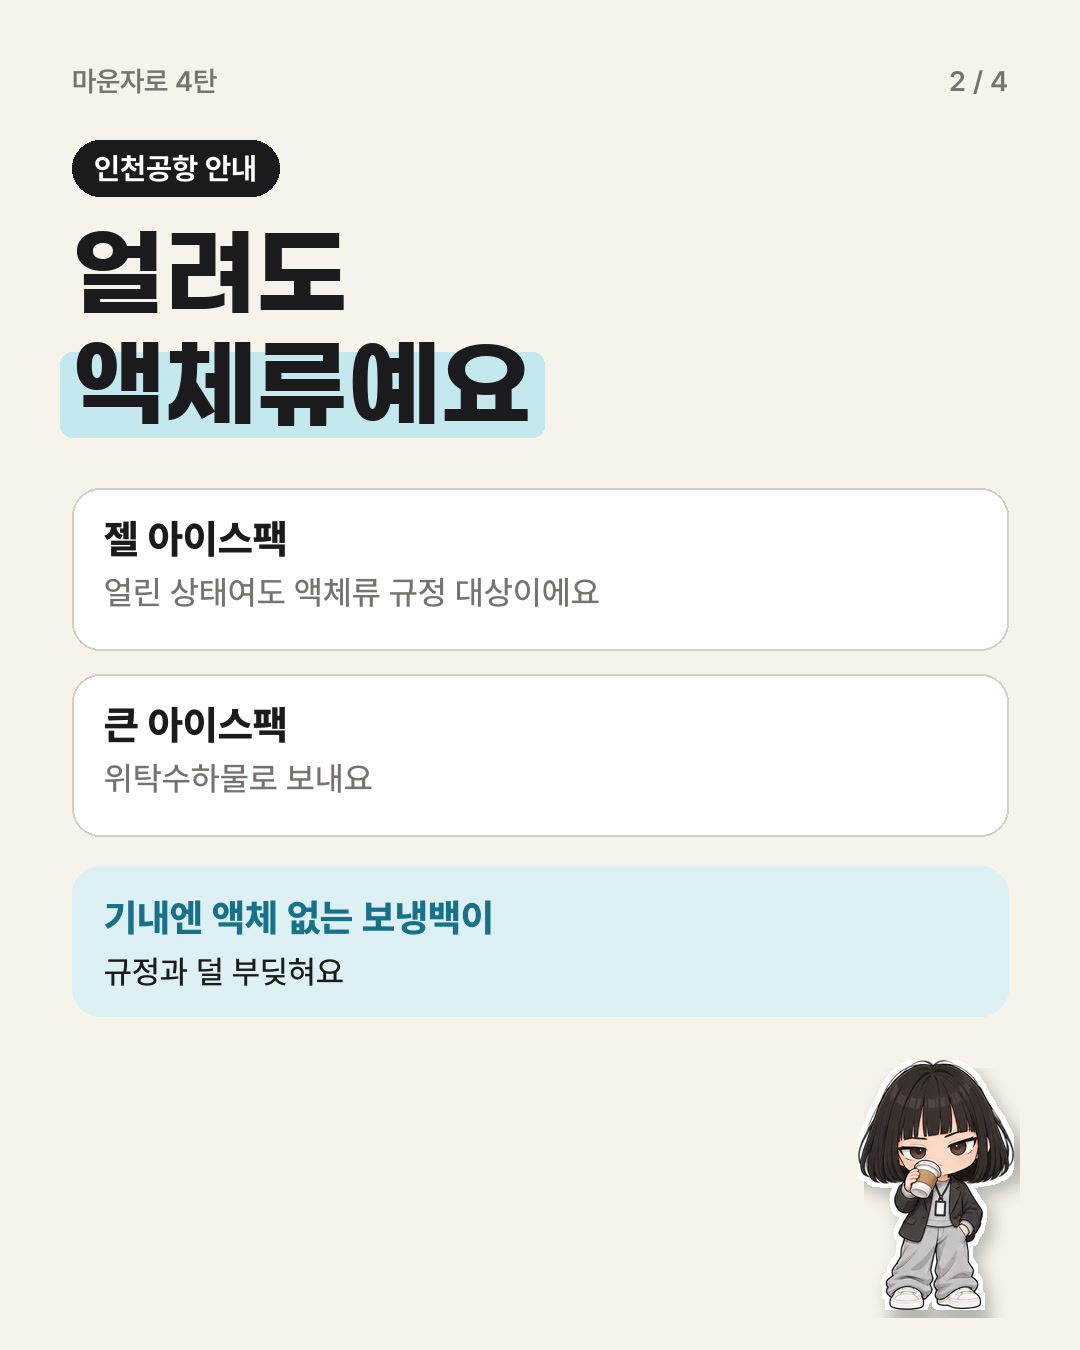 마운자로 4탄
2 / 4
인천공항 안내
얼려도
액체류예요
젤 아이스팩
얼린 상태여도 액체류 규정 대상이에요
큰 아이스팩
위탁수하물로 보내요
기내엔 액체 없는 보냉백이
규정과 덜 부딪혀요